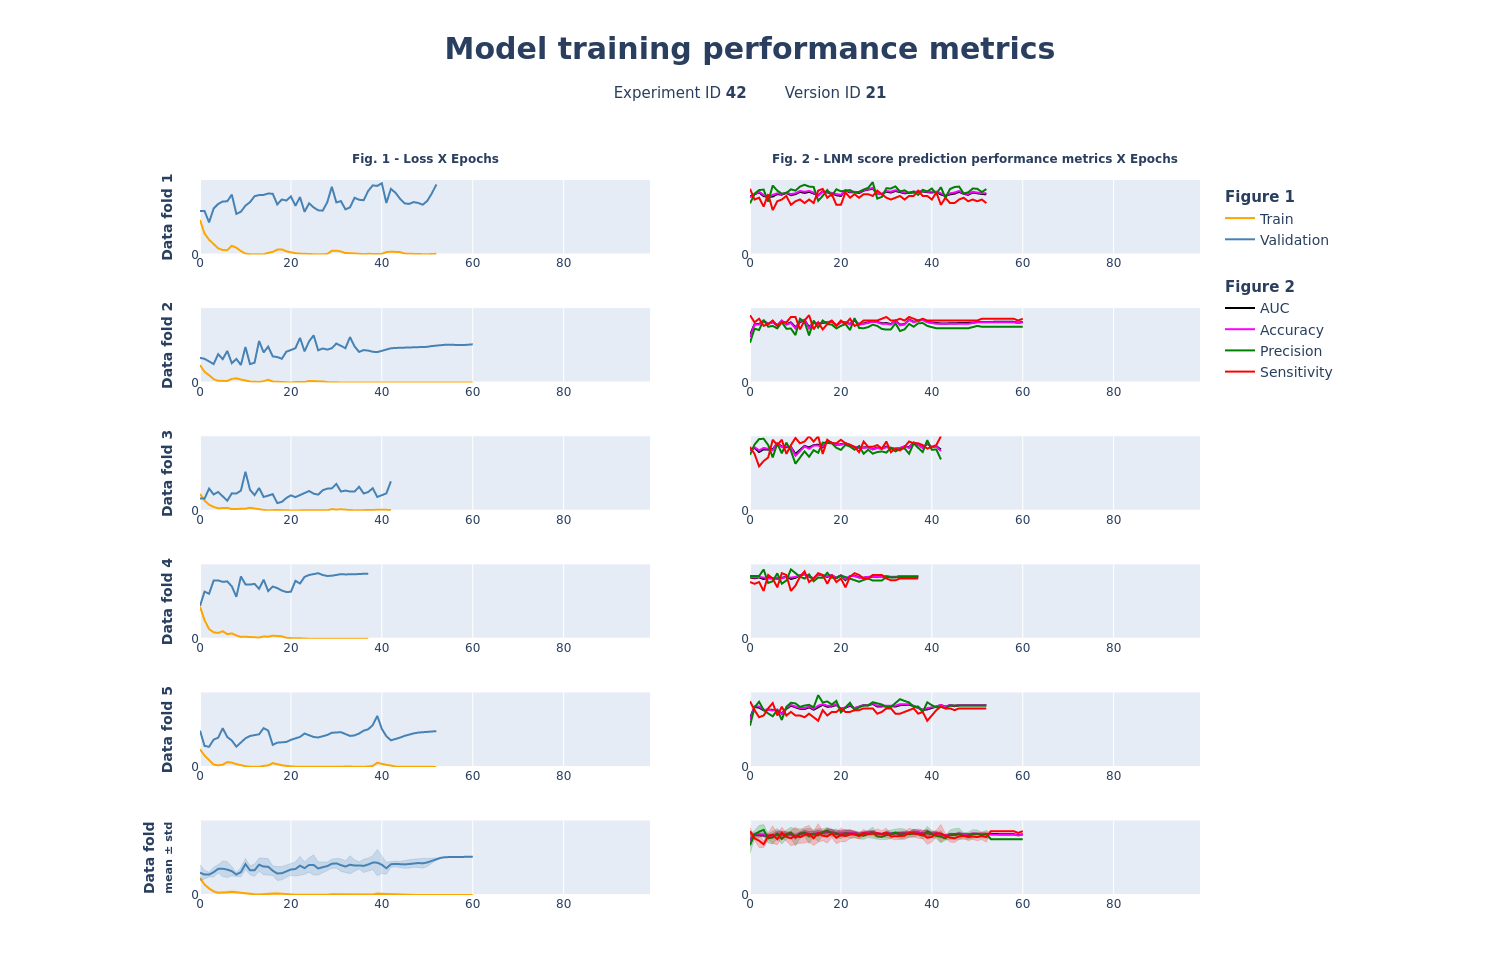 Model training performance metrics
Experiment ID 42 Version ID 21
Fig. 1 - Loss X Epochs
Fig. 2 - LNM score prediction performance metrics X Epochs
Data fold 1
0
0 20 40 60 80
0
0 20 40 60 80
Data fold 2
0
0 20 40 60 80
0
0 20 40 60 80
Data fold 3
0
0 20 40 60 80
0
0 20 40 60 80
Data fold 4
0
0 20 40 60 80
0
0 20 40 60 80
Data fold 5
0
0 20 40 60 80
0
0 20 40 60 80
Data fold
mean ± std
0
0 20 40 60 80
0
0 20 40 60 80
Figure 1
Train
Validation
Figure 2
AUC
Accuracy
Precision
Sensitivity